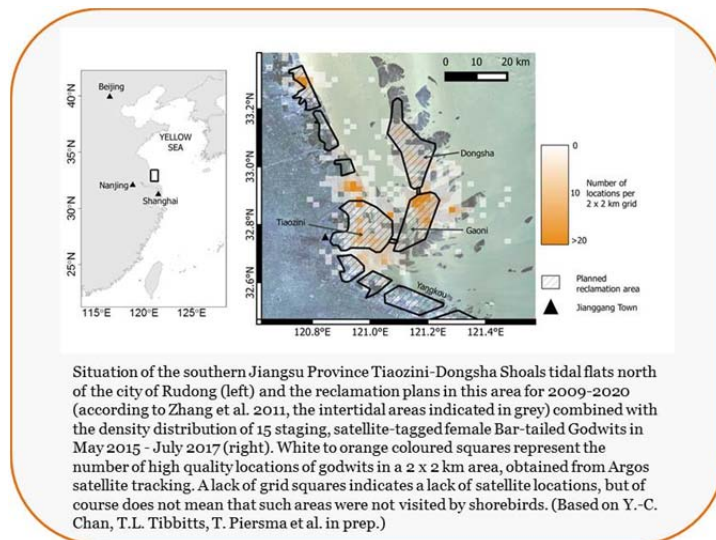 0 10 20 km
Beijing
40°N
YELLOW
SEA
35°N
33.2°N
33.0°N
Dongsha
0
10
>20
Number of
locations per
2 x 2 km grid
Nanjing
Shanghai
30°N
32.8°N
Tiaozini
Gaoni
25°N
32.6°N
Yangkou
Planned
reclamation area
Jianggang Town
115°E 120°E 125°E
120.8°E 121.0°E 121.2°E 121.4°E
Situation of the southern Jiangsu Province Tiaozini-Dongsha Shoals tidal flats north
of the city of Rudong (left) and the reclamation plans in this area for 2009-2020
(according to Zhang et al. 2011, the intertidal areas indicated in grey) combined with
the density distribution of 15 staging, satellite-tagged female Bar-tailed Godwits in
May 2015 - July 2017 (right). White to orange coloured squares represent the
number of high quality locations of godwits in a 2 x 2 km area, obtained from Argos
satellite tracking. A lack of grid squares indicates a lack of satellite locations, but of
course does not mean that such areas were not visited by shorebirds. (Based on Y.-C.
Chan, T.L. Tibbitts, T. Piersma et al. in prep.)